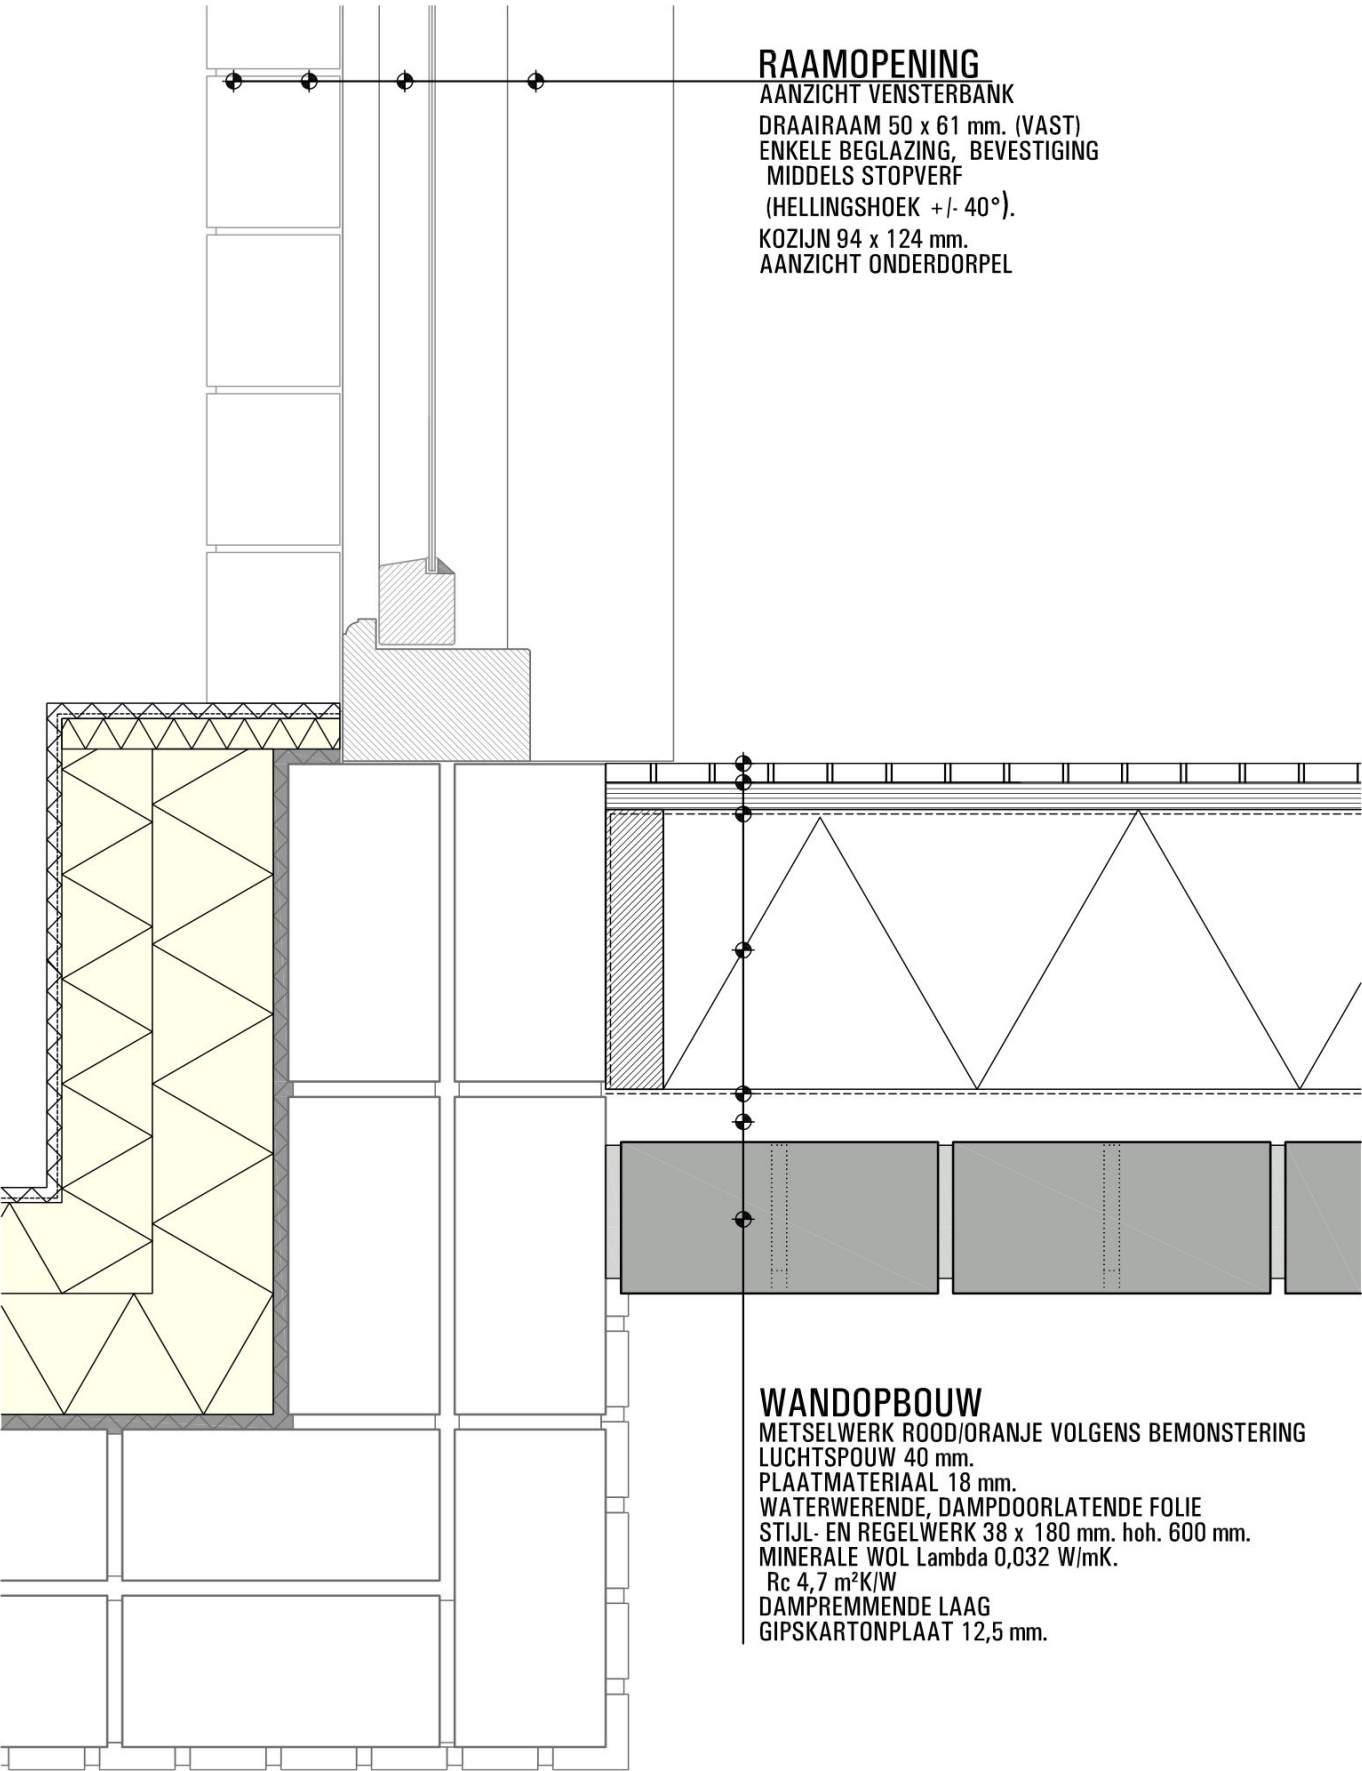 RAAMOPENING
AANZICHT VENSTERBANK
DRAAIRAAM 50 x 61 mm. (VAST)
ENKELE BEGLAZING, BEVESTIGING
MIDDELS STOPVERF
(HELLINGSHOEK +/- 40°).
KOZIJN 94 x 124 mm.
AANZICHT ONDERDORPEL
WANDOPBOUW
METSELWERK ROOD/ORANJE VOLGENS BEMONSTERING
LUCHTSPOUW 40 mm.
PLAATMATERIAAL 18 mm.
WATERWERENDE, DAMPDOORLATENDE FOLIE
STIJL- EN REGELWERK 38 x 180 mm. hoh. 600 mm.
MINERALE WOL Lambda 0,032 W/mK.
Rc 4,7 m²K/W
DAMPREMMENDE LAAG
GIPSKARTONPLAAT 12,5 mm.